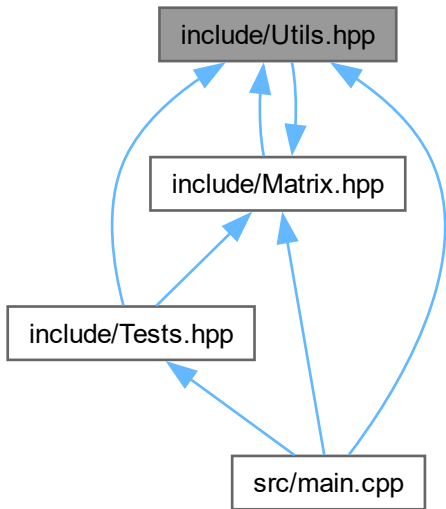 include/Utils.hpp
include/Matrix.hpp
include/Tests.hpp
src/main.cpp